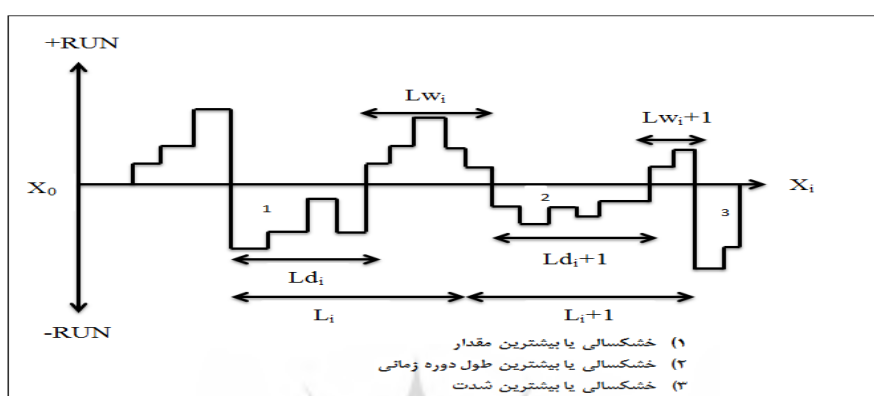 +RUN
Lwᵢ
Lwᵢ+1
X₀
Xᵢ
1
2
3
Ldᵢ
Ldᵢ+1
Lᵢ
Lᵢ+1
-RUN
۱) خشکسالی یا بیشترین مقدار
۲) خشکسالی یا بیشترین طول دوره زمانی
۳) خشکسالی یا بیشترین شدت